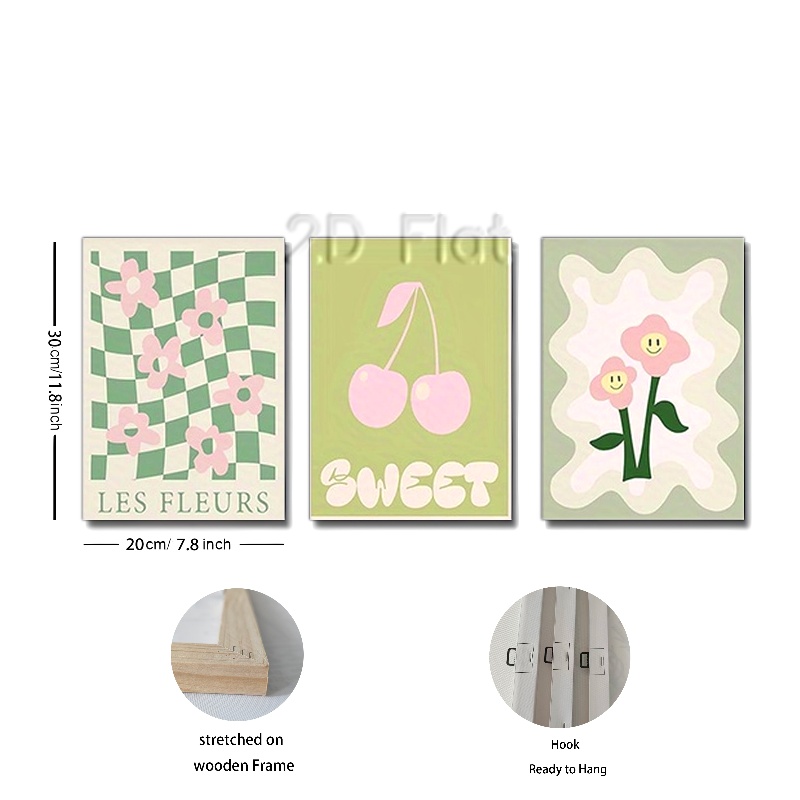 2D Flat
30cm/11.8inch
LES FLEURS
SWEET
20cm/ 7.8 inch
stretched on
wooden Frame
Hook
Ready to Hang